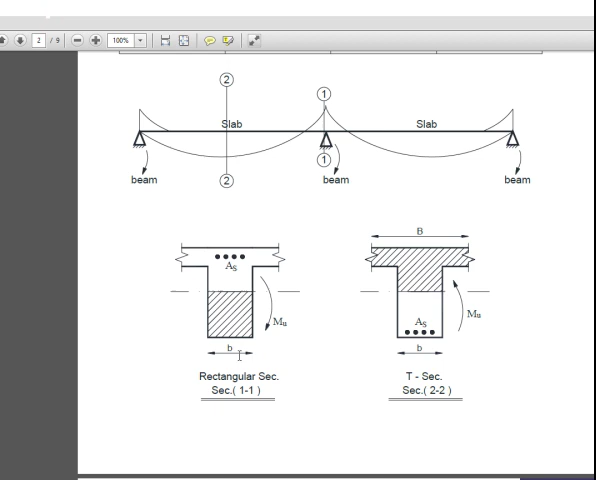 2 / 9 100%
2
1
Slab Slab
1
2
beam beam beam
B
As
Mu
Mu
As
b b
Rectangular Sec. T - Sec.
Sec.( 1-1 ) Sec.( 2-2 )